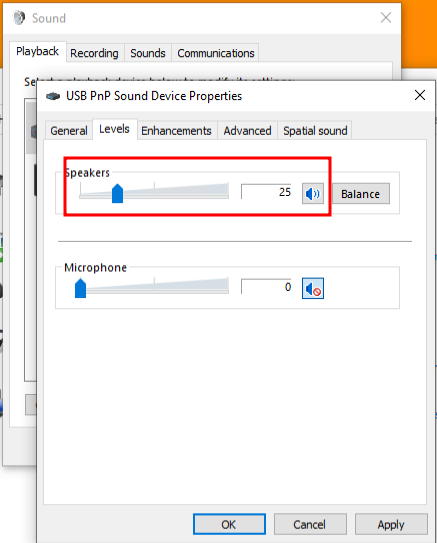 Sound
Playback Recording Sounds Communications
Select a playback device below to modify its settings:
USB PnP Sound Device Properties
General Levels Enhancements Advanced Spatial sound
Speakers
25
Balance
Microphone
0
OK Cancel Apply